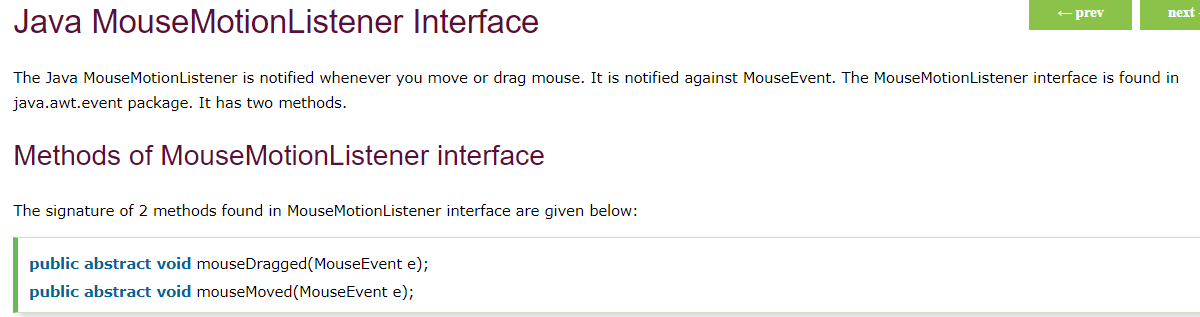 Java MouseMotionListener Interface
← prev
next
The Java MouseMotionListener is notified whenever you move or drag mouse. It is notified against MouseEvent. The MouseMotionListener interface is found in
java.awt.event package. It has two methods.
Methods of MouseMotionListener interface
The signature of 2 methods found in MouseMotionListener interface are given below:
public abstract void mouseDragged(MouseEvent e);
public abstract void mouseMoved(MouseEvent e);